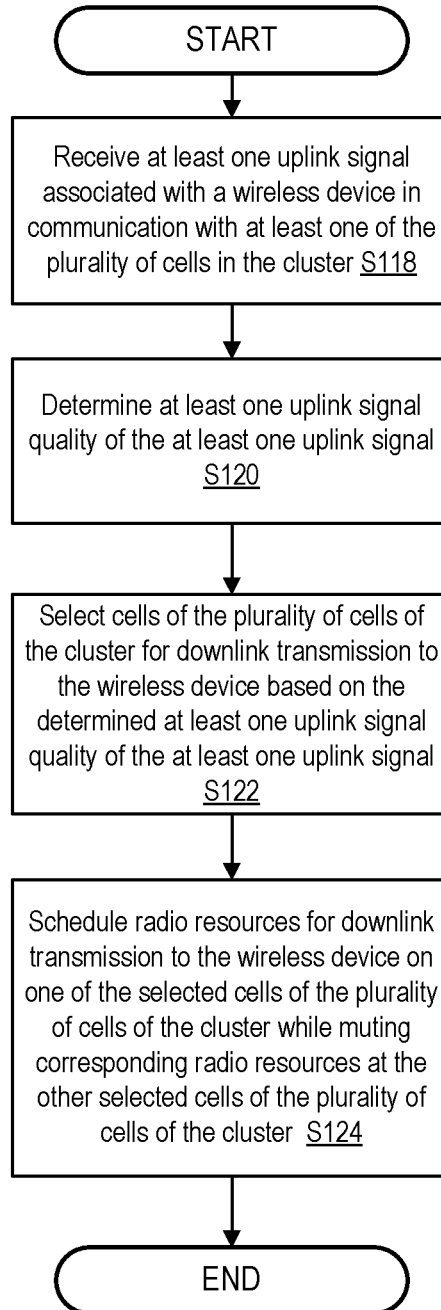 START
Receive at least one uplink signal
associated with a wireless device in
communication with at least one of the
plurality of cells in the cluster S118
Determine at least one uplink signal
quality of the at least one uplink signal
S120
Select cells of the plurality of cells of
the cluster for downlink transmission to
the wireless device based on the
determined at least one uplink signal
quality of the at least one uplink signal
S122
Schedule radio resources for downlink
transmission to the wireless device on
one of the selected cells of the plurality
of cells of the cluster while muting
corresponding radio resources at the
other selected cells of the plurality of
cells of the cluster S124
END